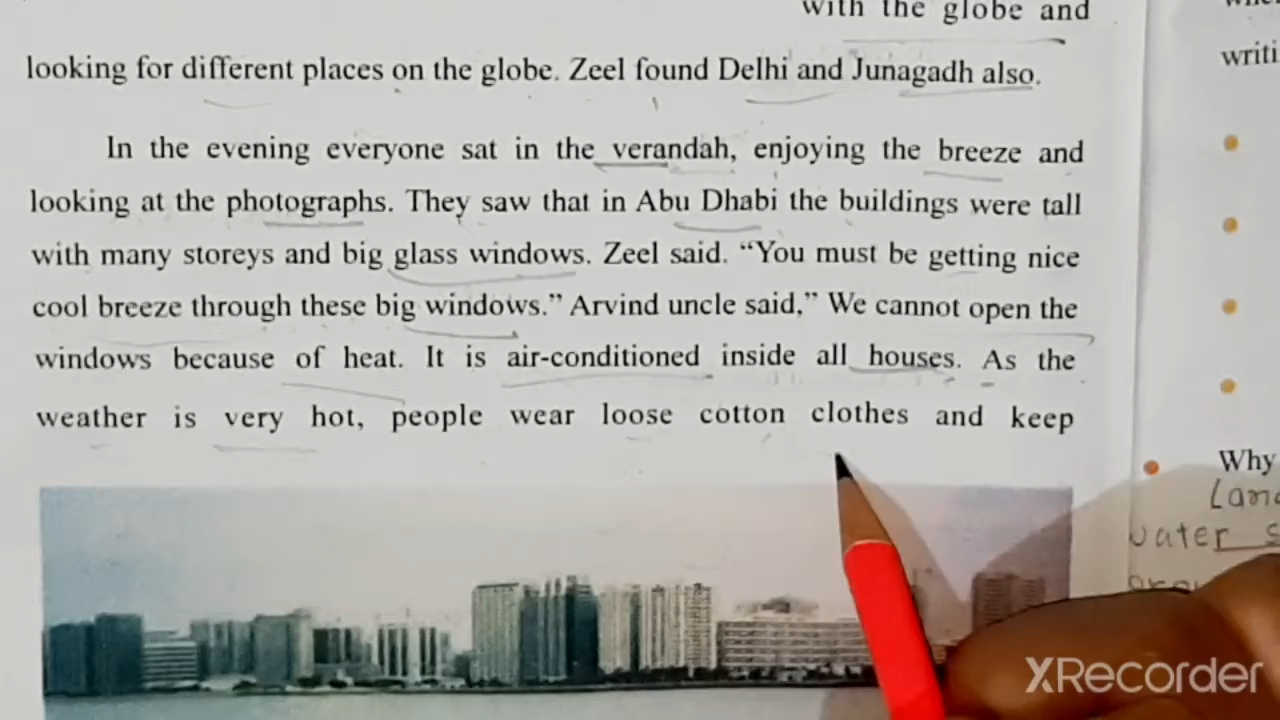 with the globe and
looking for different places on the globe. Zeel found Delhi and Junagadh also.
In the evening everyone sat in the verandah, enjoying the breeze and
looking at the photographs. They saw that in Abu Dhabi the buildings were tall
with many storeys and big glass windows. Zeel said. “You must be getting nice
cool breeze through these big windows.” Arvind uncle said,” We cannot open the
windows because of heat. It is air-conditioned inside all houses. As the
weather is very hot, people wear loose cotton clothes and keep
Why
water
XRecorder